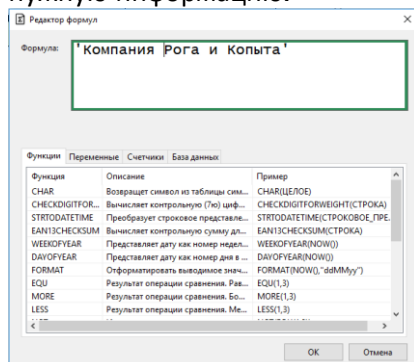 нужную информацию.
Редактор формул
Формула: 'Компания Рога и Копыта'
Функции Переменные Счетчики База данных
Функция Описание Пример
CHAR Возвращет символ из таблицы сим... CHAR(ЦЕЛОЕ)
CHECKDIGITFOR... Вычисляет контрольную (7ю) циф... CHECKDIGITFORWEIGHT(СТРОКА)
STRTODATETIME Преобразует строковое представле... STRTODATETIME(СТРОКОВОЕ_ПРЕ...
EAN13CHECKSUM Вычисляет контрольную сумму дл... EAN13CHECKSUM(СТРОКА)
WEEKOFYEAR Представляет дату как номер недел... WEEKOFYEAR(NOW())
DAYOFYEAR Представляет дату как номер дня в ... DAYOFYEAR(NOW())
FORMAT Отформатировать выводимое знач... FORMAT(NOW(),"ddMMyy")
EQU Результат операции сравнения. Рав... EQU(1,3)
MORE Результат операции сравнения. Бо... MORE(1,3)
LESS Результат операции сравнения. Ме... LESS(1,3)
OK Отмена